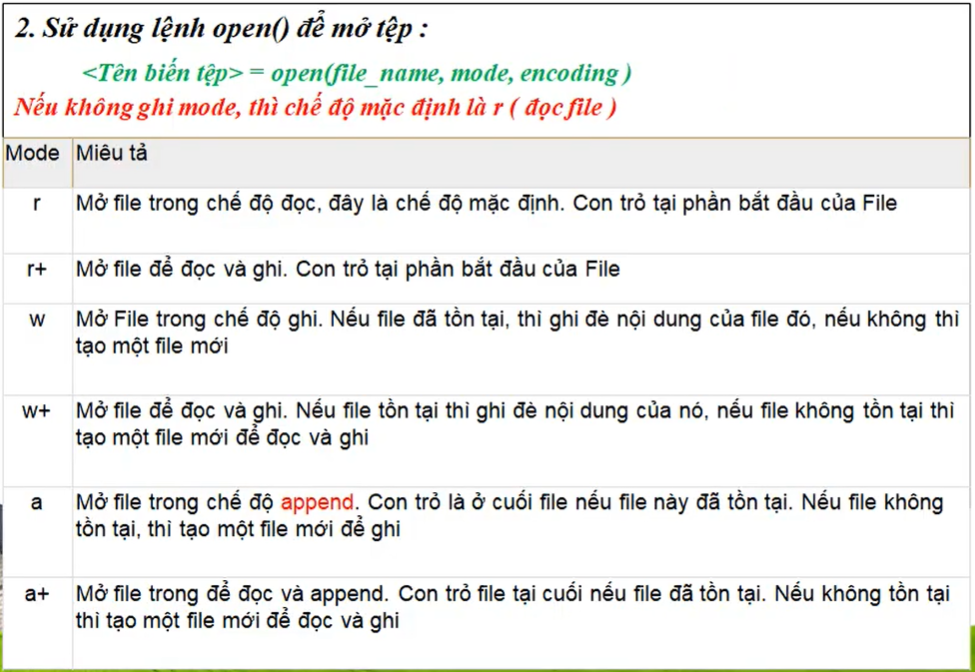 2. Sử dụng lệnh open() để mở tệp :
<Tên biến tệp> = open(file_name, mode, encoding )
Nếu không ghi mode, thì chế độ mặc định là r ( đọc file )
Mode Miêu tả
r Mở file trong chế độ đọc, đây là chế độ mặc định. Con trỏ tại phần bắt đầu của File
r+ Mở file để đọc và ghi. Con trỏ tại phần bắt đầu của File
w Mở File trong chế độ ghi. Nếu file đã tồn tại, thì ghi đè nội dung của file đó, nếu không thì
tạo một file mới
w+ Mở file để đọc và ghi. Nếu file tồn tại thì ghi đè nội dung của nó, nếu file không tồn tại thì
tạo một file mới để đọc và ghi
a Mở file trong chế độ append. Con trỏ là ở cuối file nếu file này đã tồn tại. Nếu file không
tồn tại, thì tạo một file mới để ghi
a+ Mở file trong để đọc và append. Con trỏ file tại cuối nếu file đã tồn tại. Nếu không tồn tại
thì tạo một file mới để đọc và ghi